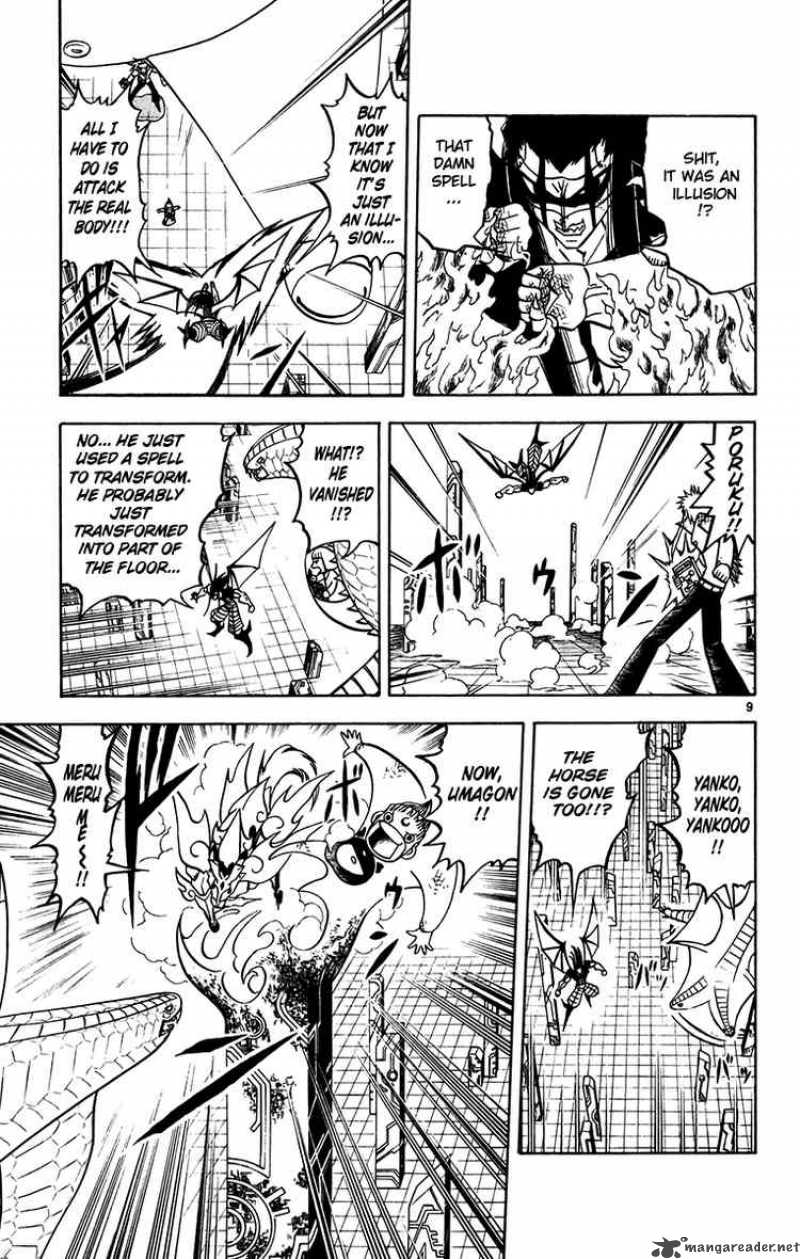 SHIT,
IT WAS AN
ILLUSION
!?
THAT
DAMN
SPELL
...
BUT
NOW
THAT I
KNOW
IT'S
JUST
AN ILLU-
SION...
ALL I
HAVE TO
DO IS
ATTACK
THE REAL
BODY!!!
PORUKU!!
ボ
ウ
WHAT!?
HE
VANISHED
!!?
NO... HE JUST
USED A SPELL
TO TRANSFORM.
HE PROBABLY
JUST
TRANSFORMED
INTO PART OF
THE FLOOR...
9
YANKO,
YANKO,
YANKOOO
!!
THE
HORSE
IS GONE
TOO!!?
NOW,
UMAGON
!!
MERU
MERU
ME~!!
mangareader.net